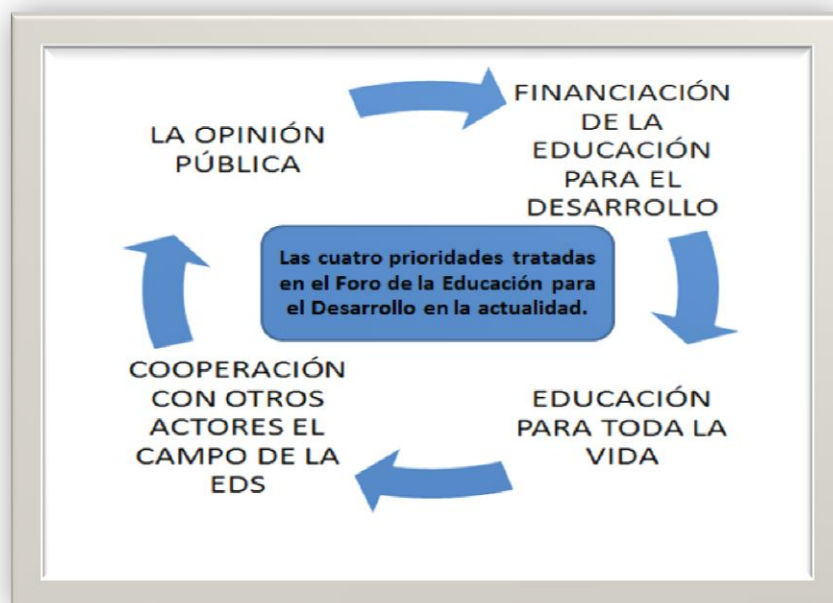 LA OPINIÓN
PÚBLICA
FINANCIACIÓN
DE LA
EDUCACIÓN
PARA EL
DESARROLLO
Las cuatro prioridades tratadas
en el Foro de la Educación para
el Desarrollo en la actualidad.
COOPERACIÓN
CON OTROS
ACTORES EL
CAMPO DE LA
EDS
EDUCACIÓN
PARA TODA LA
VIDA